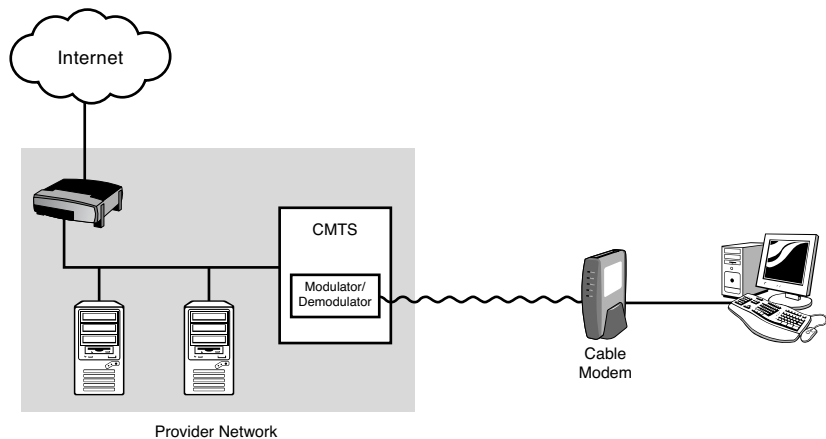 Internet
CMTS
Modulator/
Demodulator
Cable
Modem
Provider Network